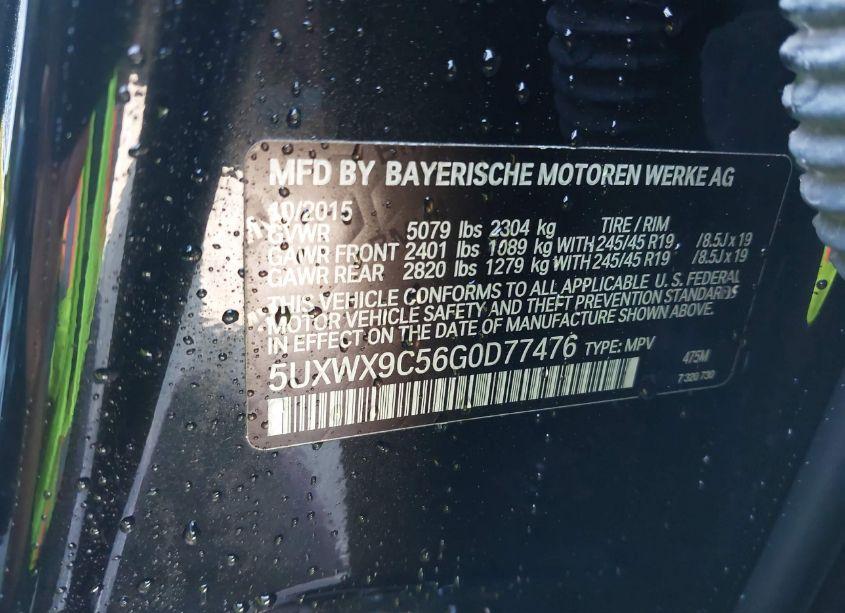 MFD BY BAYERISCHE MOTOREN WERKE AG
10/2015
GVWR 5079 lbs 2304 kg TIRE / RIM
GAWR FRONT 2401 lbs 1089 kg WITH 245/45 R19, /8.5J x 19
GAWR REAR 2820 lbs 1279 kg WITH 245/45 R19 /8.5J x 19
THIS VEHICLE CONFORMS TO ALL APPLICABLE U.S. FEDERAL
MOTOR VEHICLE SAFETY AND THEFT PREVENTION STANDARDS
IN EFFECT ON THE DATE OF MANUFACTURE SHOWN ABOVE.
5UXWX9C56G0D77476 TYPE: MPV 475M
7 320 730